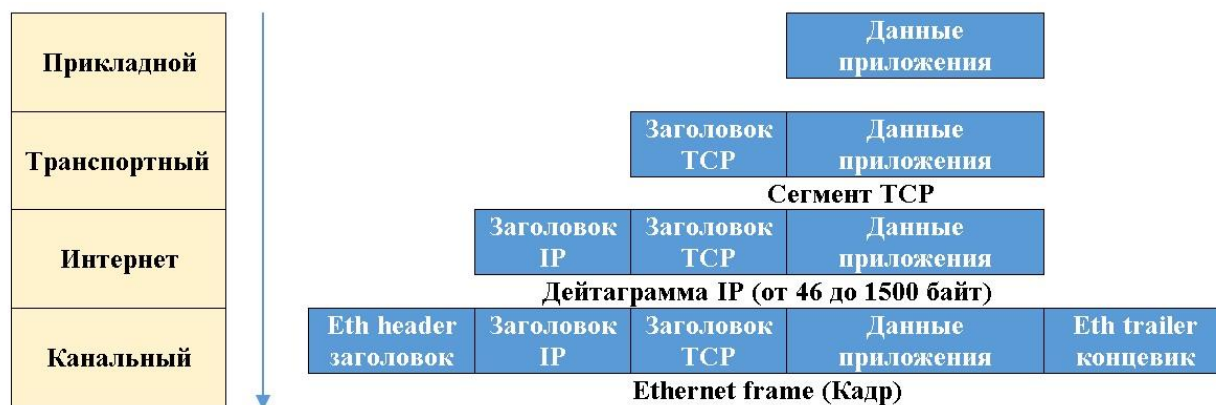 Прикладной
Данные
приложения
Транспортный
Заголовок
TCP
Данные
приложения
Сегмент TCP
Интернет
Заголовок
IP
Заголовок
TCP
Данные
приложения
Дейтаграмма IP (от 46 до 1500 байт)
Канальный
Eth header
заголовок
Заголовок
IP
Заголовок
TCP
Данные
приложения
Eth trailer
концевик
Ethernet frame (Кадр)